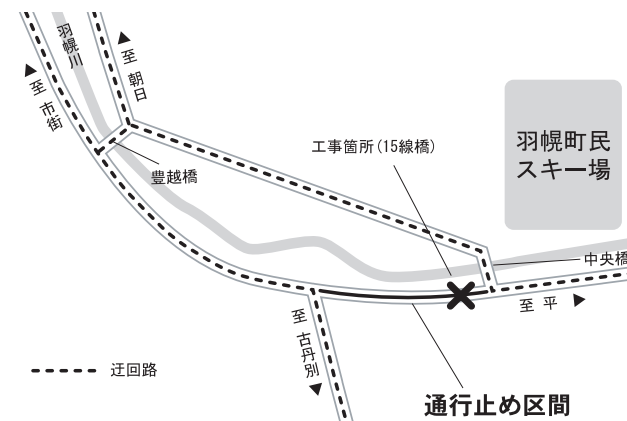 羽幌川
至 朝日
至 市街
工事箇所（15線橋）
羽幌町民
スキー場
豊越橋
中央橋
至 平
至 古丹別
迂回路
通行止め区間